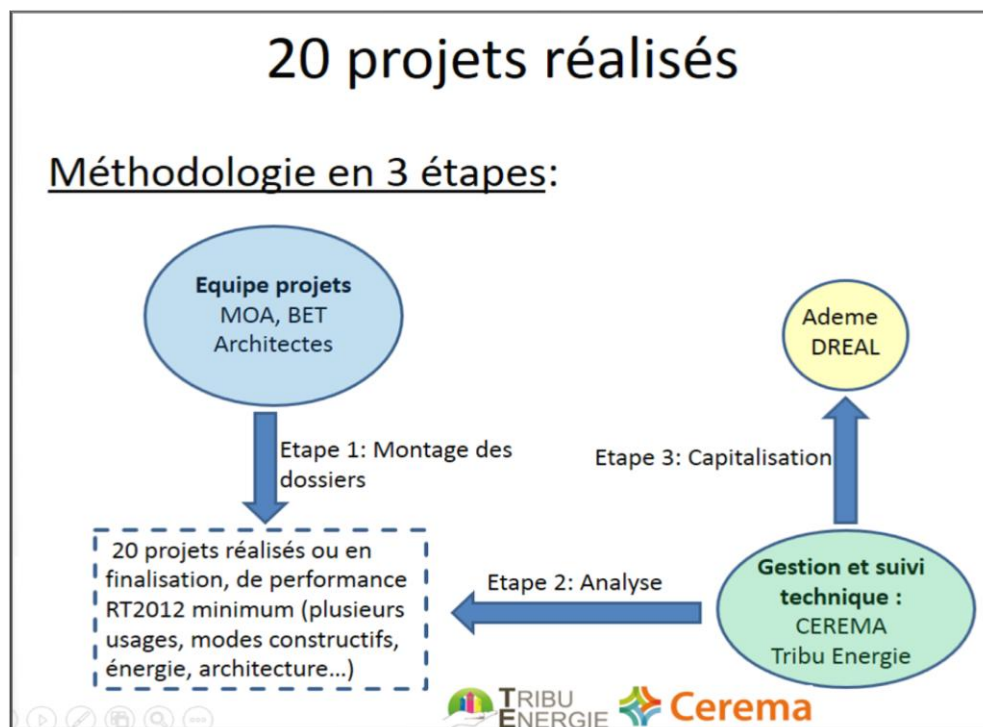 20 projets réalisés
Méthodologie en 3 étapes:
Equipe projets
MOA, BET
Architectes
Ademe
DREAL
Etape 1: Montage des
dossiers
Etape 3: Capitalisation
20 projets réalisés ou en
finalisation, de performance
RT2012 minimum (plusieurs
usages, modes constructifs,
énergie, architecture...)
Etape 2: Analyse
Gestion et suivi
technique :
CEREMA
Tribu Energie
TRIBU
ENERGIE
Cerema